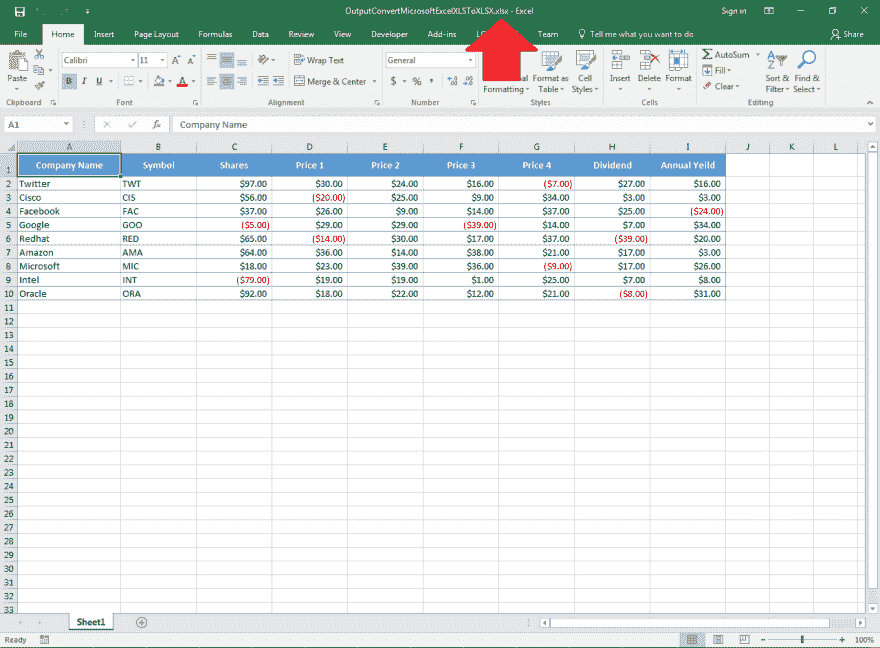 OutputConvertMicrosoftExcelXLSToXLSX.xlsx - Excel
Sign in
File Home Insert Page Layout Formulas Data Review View Developer Add-ins Team Tell me what you want to do Share
Paste
Calibri 11
Wrap Text
General
Merge & Center
B I U
$ % ,
Formatting Format as Table Cell Styles
Insert Delete Format
AutoSum
Fill
Clear
Sort & Filter Find & Select
Clipboard Font Alignment Number Styles Cells Editing
A1 fx Company Name
A B C D E F G H I J K L
1 Company Name Symbol Shares Price 1 Price 2 Price 3 Price 4 Dividend Annual Yeild
2 Twitter TWT $97.00 $30.00 $24.00 $16.00 ($7.00) $27.00 $16.00
3 Cisco CIS $56.00 ($20.00) $25.00 $9.00 $34.00 $3.00 $3.00
4 Facebook FAC $37.00 $26.00 $9.00 $14.00 $37.00 $25.00 ($24.00)
5 Google GOO ($5.00) $29.00 $29.00 ($39.00) $14.00 $7.00 $34.00
6 Redhat RED $65.00 ($14.00) $30.00 $17.00 $37.00 ($39.00) $20.00
7 Amazon AMA $64.00 $36.00 $14.00 $38.00 $21.00 $17.00 $3.00
8 Microsoft MIC $18.00 $23.00 $39.00 $36.00 ($9.00) $17.00 $26.00
9 Intel INT ($79.00) $19.00 $19.00 $1.00 $25.00 $7.00 $8.00
10 Oracle ORA $92.00 $18.00 $22.00 $12.00 $21.00 ($8.00) $31.00
11
12
13
14
15
16
17
18
19
20
21
22
23
24
25
26
27
28
29
30
31
32
33
Sheet1
Ready 100%